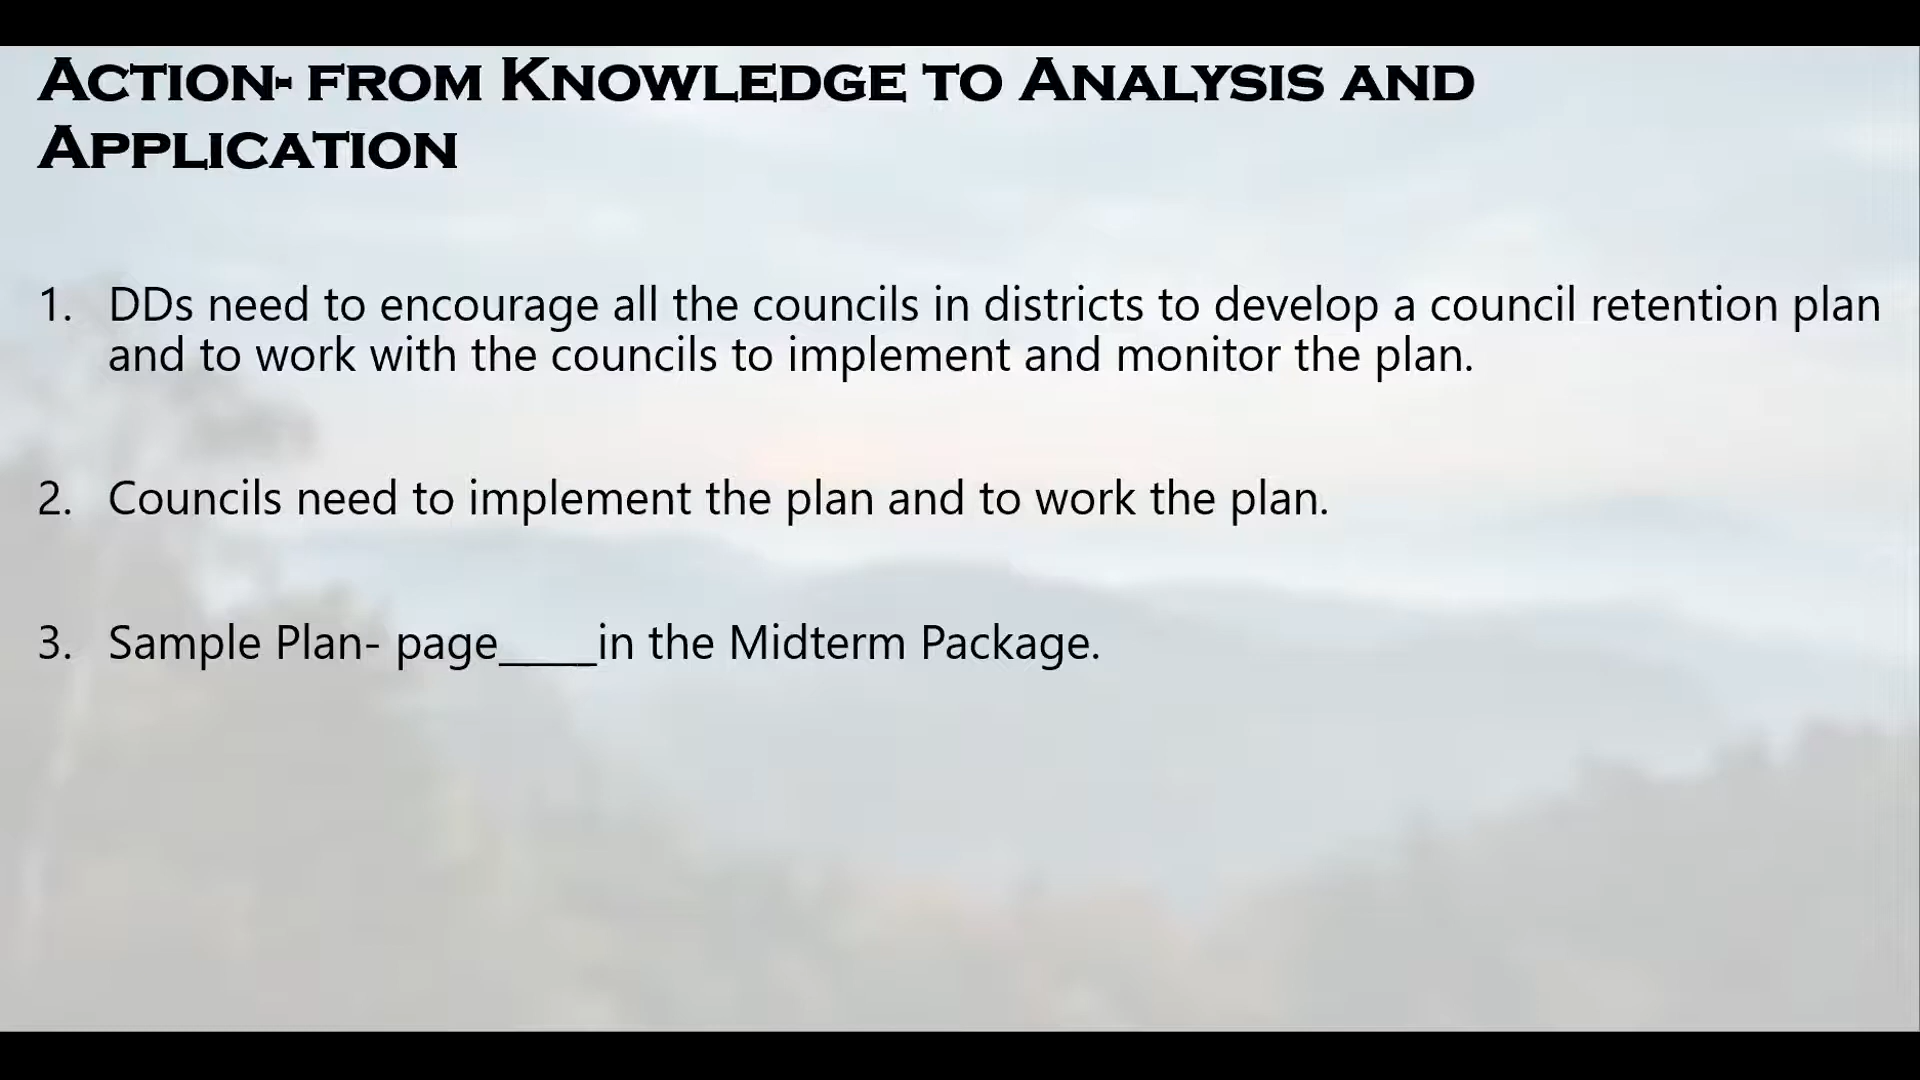 Action- from Knowledge to Analysis and
Application
1. DDs need to encourage all the councils in districts to develop a council retention plan
and to work with the councils to implement and monitor the plan.
2. Councils need to implement the plan and to work the plan.
3. Sample Plan- page_____in the Midterm Package.